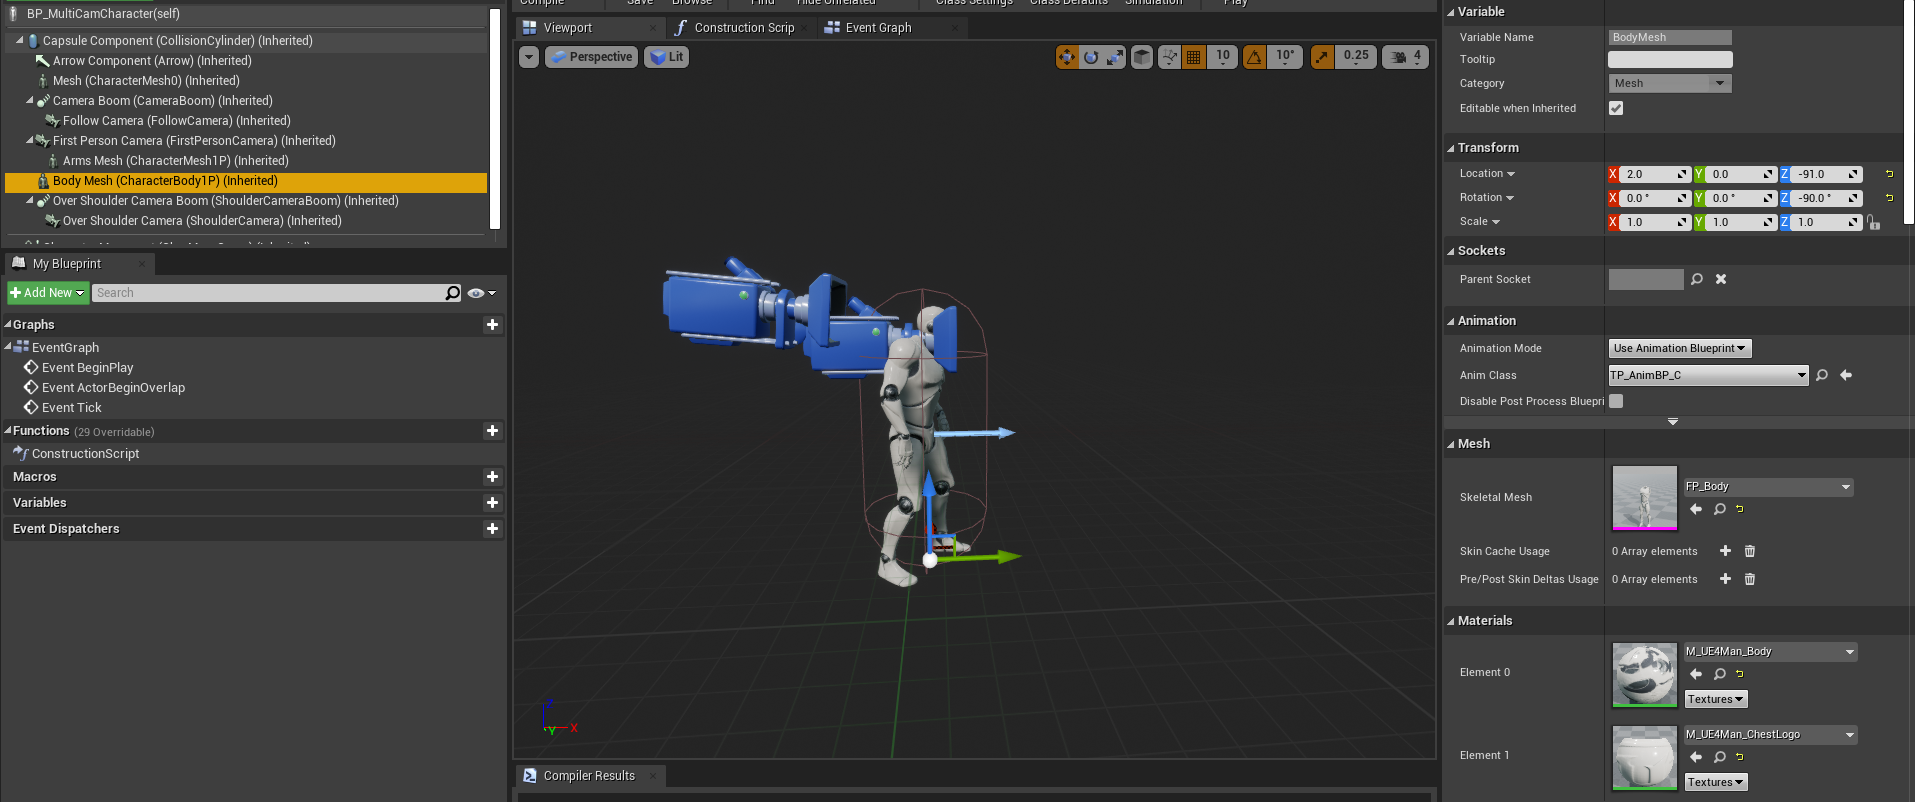 Compile Save Browse Find Hide Unrelated Class Settings Class Defaults Simulation Play
BP_MultiCamCharacter(self)
Capsule Component (CollisionCylinder) (Inherited)
Arrow Component (Arrow) (Inherited)
Mesh (CharacterMesh0) (Inherited)
Camera Boom (CameraBoom) (Inherited)
Follow Camera (FollowCamera) (Inherited)
First Person Camera (FirstPersonCamera) (Inherited)
Arms Mesh (CharacterMesh1P) (Inherited)
Body Mesh (CharacterBody1P) (Inherited)
Over Shoulder Camera Boom (ShoulderCameraBoom) (Inherited)
Over Shoulder Camera (ShoulderCamera) (Inherited)
My Blueprint
Add New
Search
Graphs
EventGraph
Event BeginPlay
Event ActorBeginOverlap
Event Tick
Functions (29 Overridable)
ConstructionScript
Macros
Variables
Event Dispatchers
Viewport
Construction Scrip
Event Graph
Perspective
Lit
10
10°
0.25
4
Z
Y
X
Compiler Results
Variable
Variable Name BodyMesh
Tooltip
Category Mesh
Editable when Inherited
Transform
Location X 2.0 Y 0.0 Z -91.0
Rotation X 0.0 ° Y 0.0 ° Z -90.0 °
Scale X 1.0 Y 1.0 Z 1.0
Sockets
Parent Socket
Animation
Animation Mode Use Animation Blueprint
Anim Class TP_AnimBP_C
Disable Post Process Bluepri
Mesh
Skeletal Mesh FP_Body
Skin Cache Usage 0 Array elements
Pre/Post Skin Deltas Usage 0 Array elements
Materials
Element 0 M_UE4Man_Body
Textures
Element 1 M_UE4Man_ChestLogo
Textures